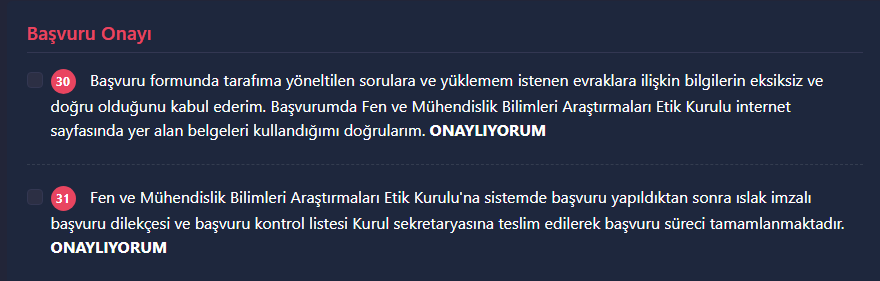 Başvuru Onayı
30 Başvuru formunda tarafıma yöneltilen sorulara ve yüklemem istenen evraklara ilişkin bilgilerin eksiksiz ve
doğru olduğunu kabul ederim. Başvurumda Fen ve Mühendislik Bilimleri Araştırmaları Etik Kurulu internet
sayfasında yer alan belgeleri kullandığımı doğrularım. ONAYLIYORUM
31 Fen ve Mühendislik Bilimleri Araştırmaları Etik Kurulu'na sistemde başvuru yapıldıktan sonra ıslak imzalı
başvuru dilekçesi ve başvuru kontrol listesi Kurul sekretaryasına teslim edilerek başvuru süreci tamamlanmaktadır.
ONAYLIYORUM